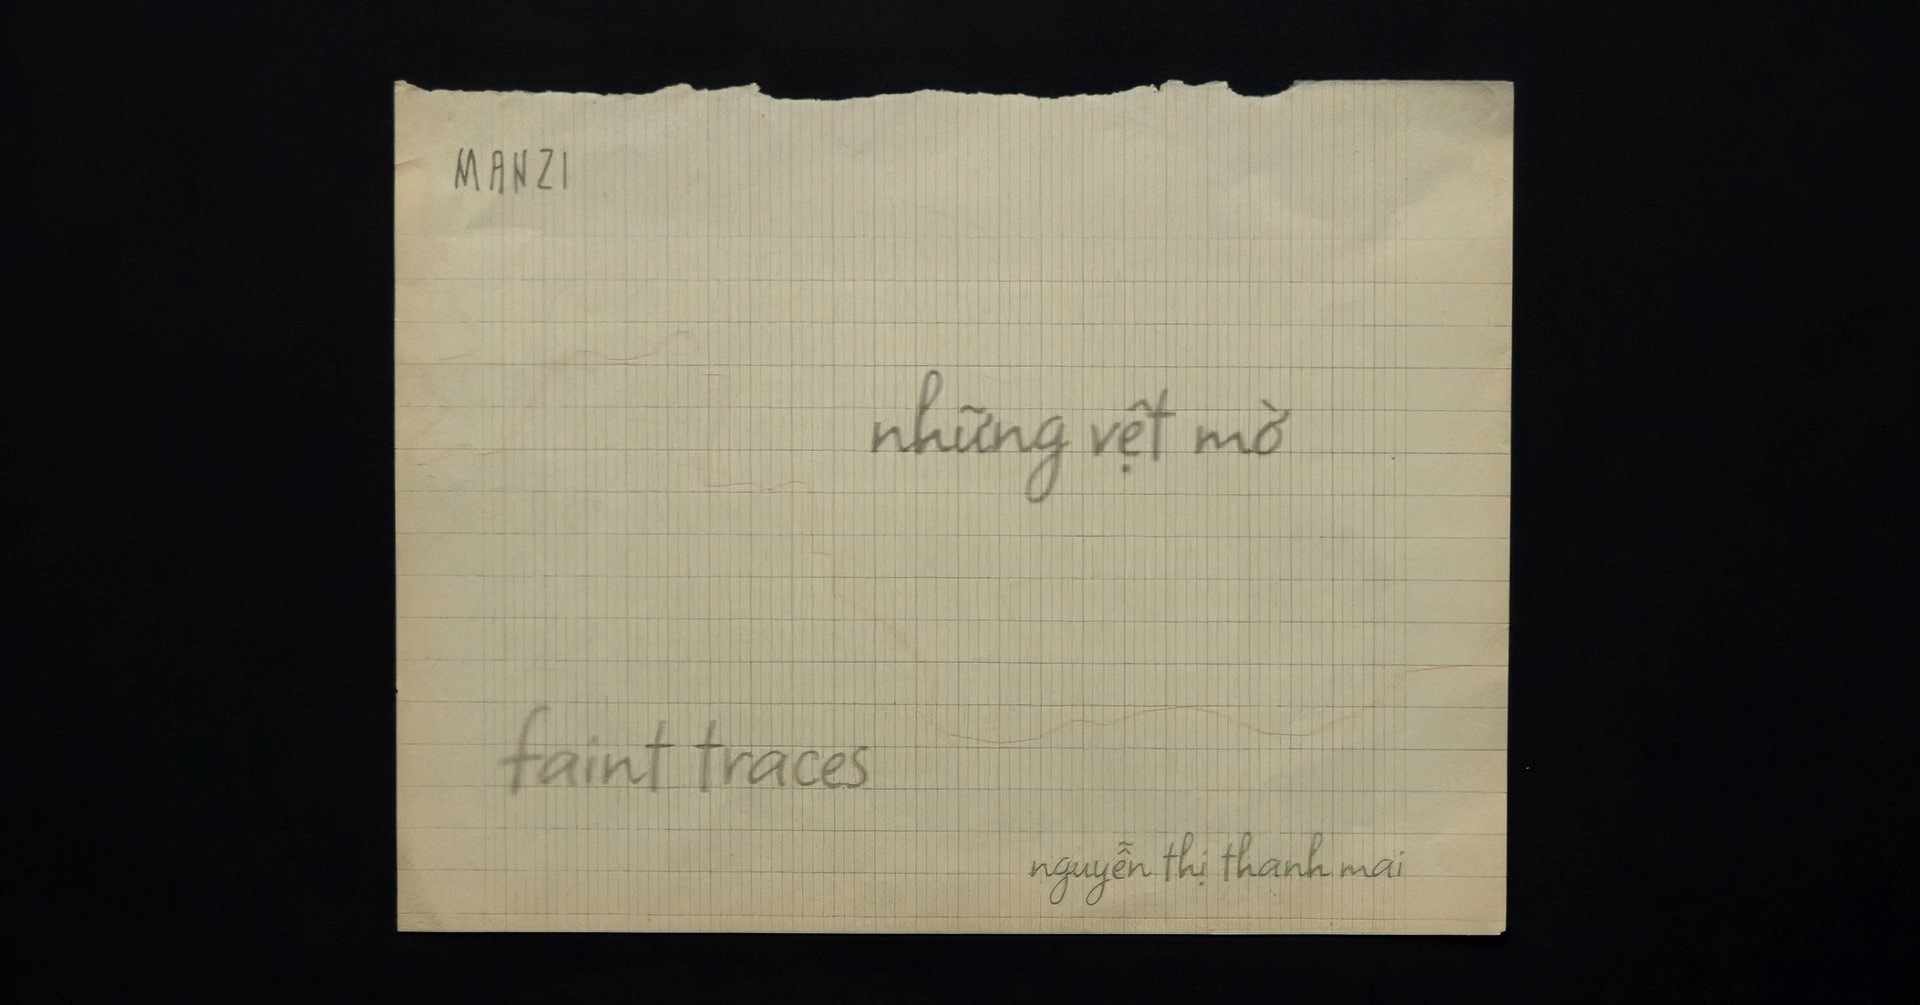 MANZI
những vệt mờ
faint traces
nguyễn thị thanh mai